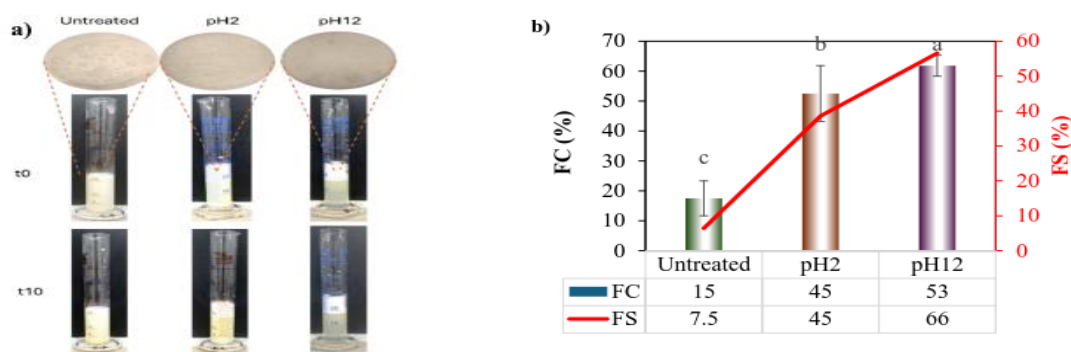 a)
Untreated pH2 pH12
t0
t10
b)
70 60
60 50
50 40
40 30
30 20
20 10
10 0
0
FC (%)
FS (%)
c b a
Untreated pH2 pH12
FC 15 45 53
FS 7.5 45 66